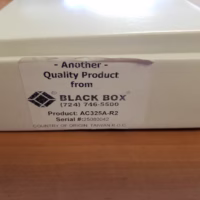 - Another -
Quality Product
from
BLACK BOX®
(724) 746-5500
Product: AC325A-R2